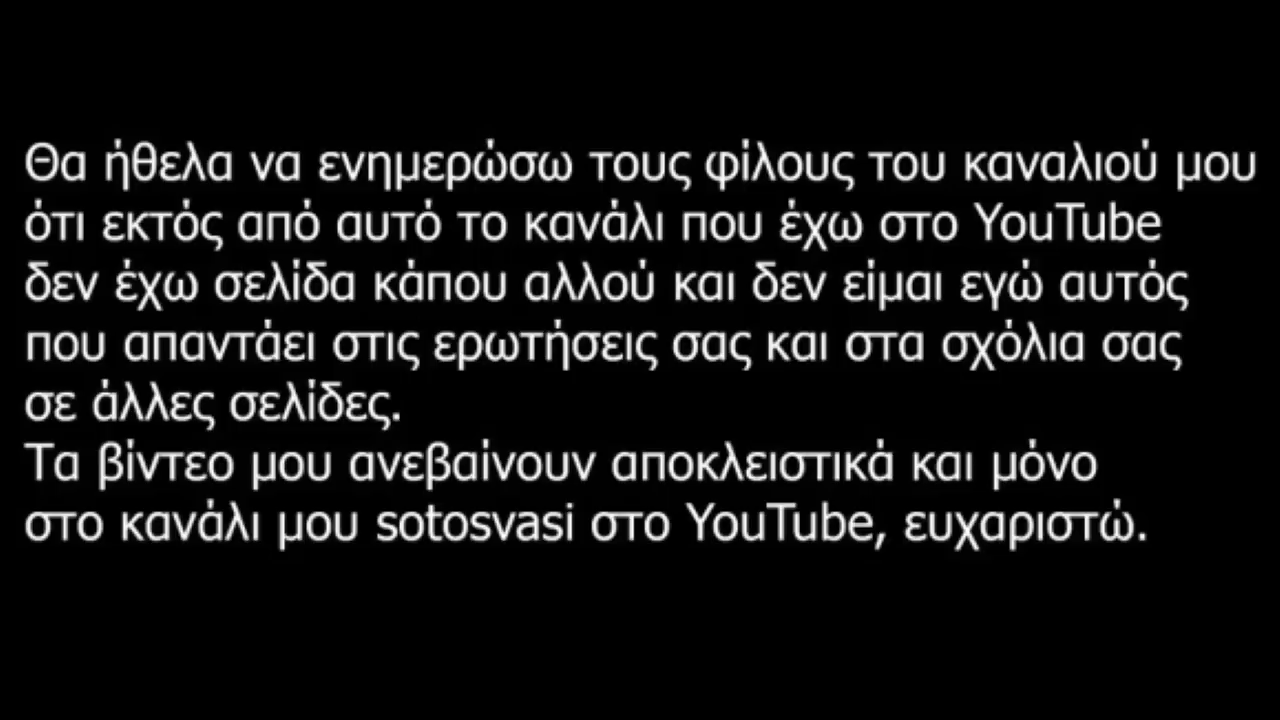 Θα ήθελα να ενημερώσω τους φίλους του καναλιού μου
ότι εκτός από αυτό το κανάλι που έχω στο YouTube
δεν έχω σελίδα κάπου αλλού και δεν είμαι εγώ αυτός
που απαντάει στις ερωτήσεις σας και στα σχόλια σας
σε άλλες σελίδες.
Τα βίντεο μου ανεβαίνουν αποκλειστικά και μόνο
στο κανάλι μου sotosvasi στο YouTube, ευχαριστώ.